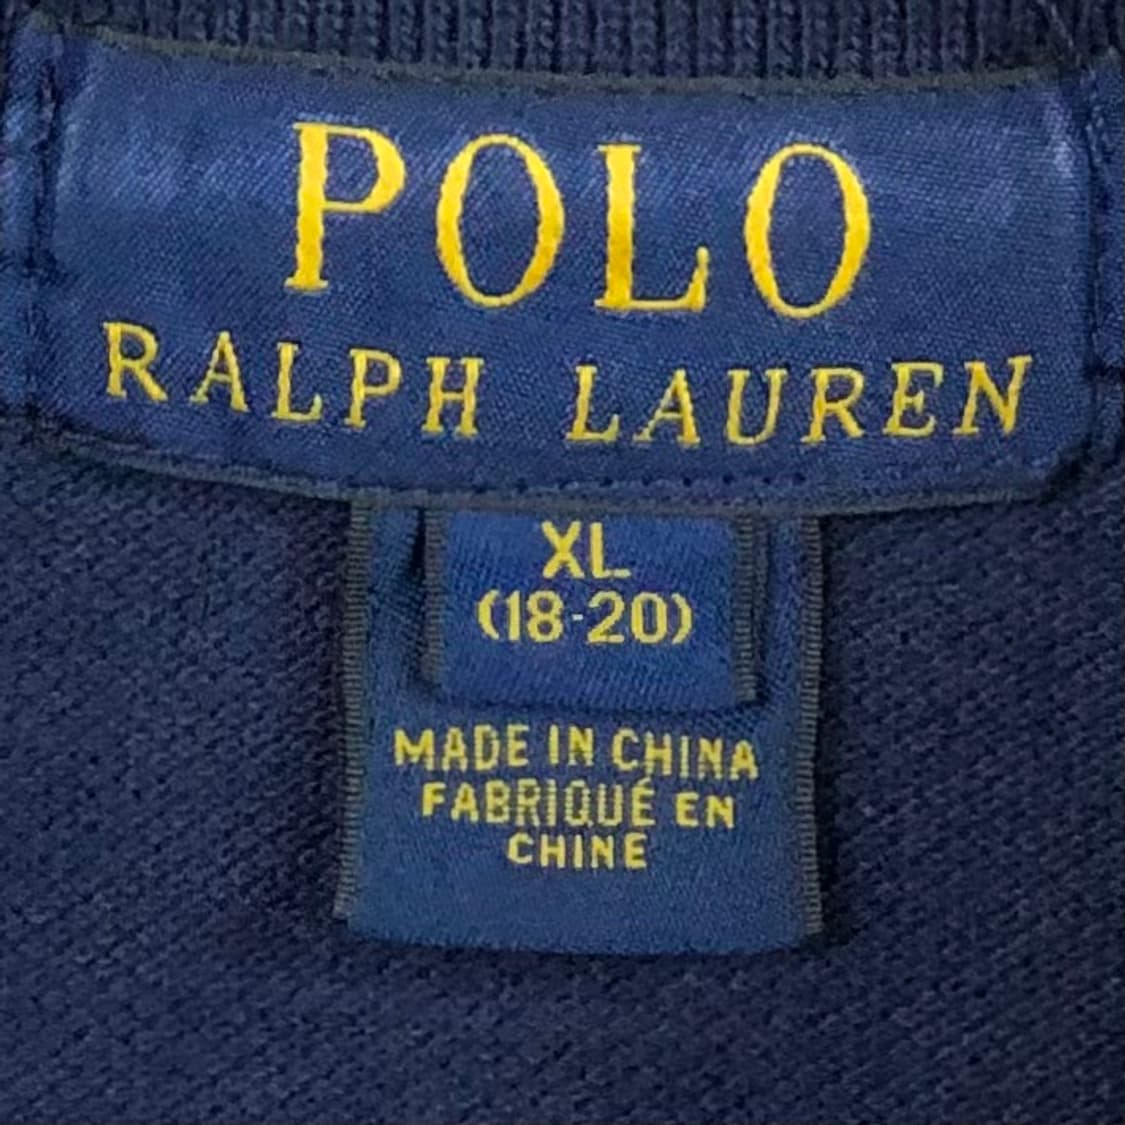 POLO
RALPH LAUREN
XL
(18-20)
MADE IN CHINA
FABRIQUÉ EN
CHINE